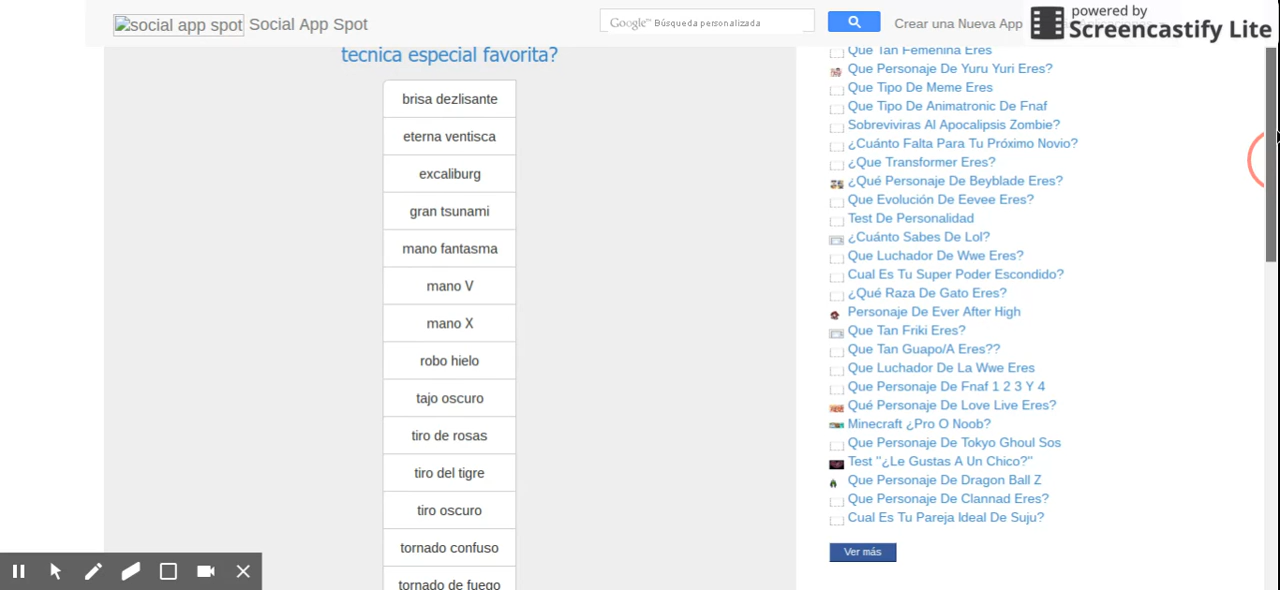 social app spot Social App Spot
Google™ Búsqueda personalizada
Crear una Nueva App
powered by
Screencastify Lite
tecnica especial favorita?
brisa dezlisante
eterna ventisca
excaliburg
gran tsunami
mano fantasma
mano V
mano X
robo hielo
tajo oscuro
tiro de rosas
tiro del tigre
tiro oscuro
tornado confuso
tornado de fuego
Que Tan Femenina Eres
Que Personaje De Yuru Yuri Eres?
Que Tipo De Meme Eres
Que Tipo De Animatronic De Fnaf
Sobreviviras Al Apocalipsis Zombie?
¿Cuánto Falta Para Tu Próximo Novio?
¿Que Transformer Eres?
¿Qué Personaje De Beyblade Eres?
Que Evolución De Eevee Eres?
Test De Personalidad
¿Cuánto Sabes De Lol?
Que Luchador De Wwe Eres?
Cual Es Tu Super Poder Escondido?
¿Qué Raza De Gato Eres?
Personaje De Ever After High
Que Tan Friki Eres?
Que Tan Guapo/A Eres??
Que Luchador De La Wwe Eres
Que Personaje De Fnaf 1 2 3 Y 4
Qué Personaje De Love Live Eres?
Minecraft ¿Pro O Noob?
Que Personaje De Tokyo Ghoul Sos
Test "¿Le Gustas A Un Chico?"
Que Personaje De Dragon Ball Z
Que Personaje De Clannad Eres?
Cual Es Tu Pareja Ideal De Suju?
Ver más